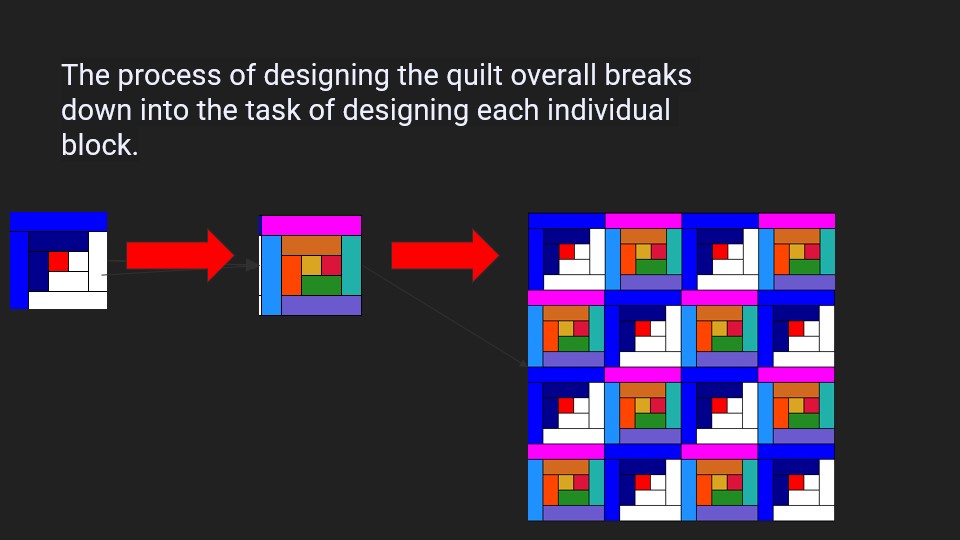 The process of designing the quilt overall breaks
down into the task of designing each individual
block.